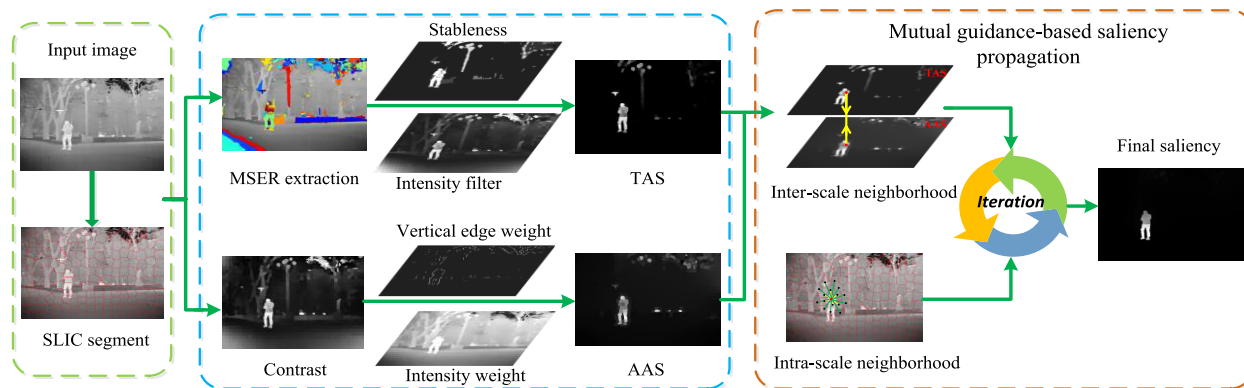 Input image
SLIC segment
Stableness
MSER extraction
Intensity filter
TAS
Vertical edge weight
Contrast
Intensity weight
AAS
Mutual guidance-based saliency
propagation
TAS
AAS
Inter-scale neighborhood
Iteration
Final saliency
Intra-scale neighborhood